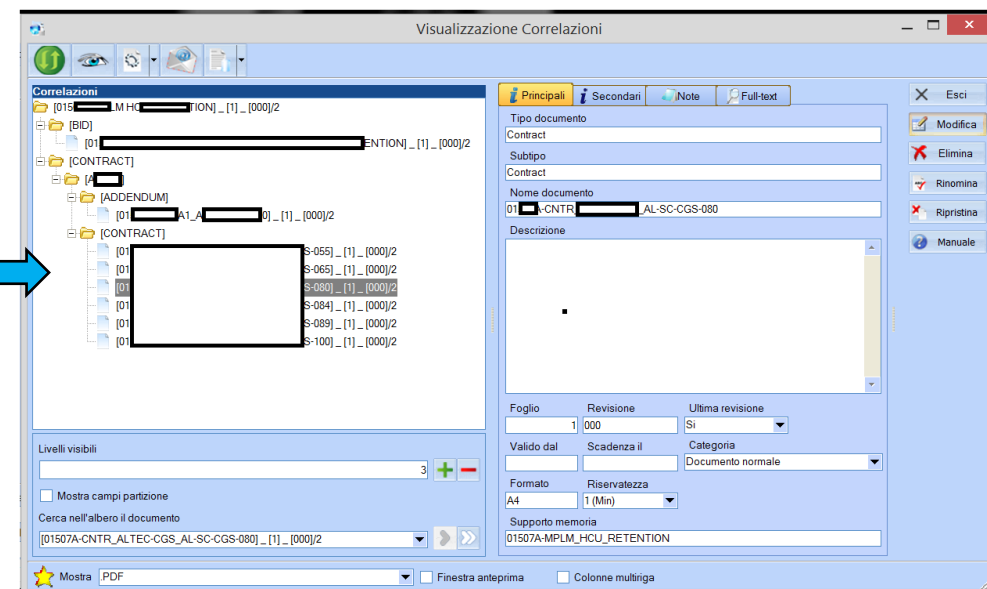 Visualizzazione Correlazioni
Correlazioni
[015 LM HC TION] _ [1] _ [000]/2
[BID]
[01 ENTION] _ [1] _ [000]/2
[CONTRACT]
[A ]
[ADDENDUM]
[01 A1_A 0] _ [1] _ [000]/2
[CONTRACT]
[01 S-055] _ [1] _ [000]/2
[01 S-065] _ [1] _ [000]/2
[01 S-080] _ [1] _ [000]/2
[01 S-084] _ [1] _ [000]/2
[01 S-089] _ [1] _ [000]/2
[01 S-100] _ [1] _ [000]/2
Livelli visibili
3
Mostra campi partizione
Cerca nell'albero il documento
[01507A-CNTR_ALTEC-CGS_AL-SC-CGS-080] _ [1] _ [000]/2
Principali Secondari Note Full-text
Tipo documento
Contract
Subtipo
Contract
Nome documento
01 A-CNTR_ _AL-SC-CGS-080
Descrizione
Foglio Revisione Ultima revisione
1 000 Si
Valido dal Scadenza il Categoria
Documento normale
Formato Riservatezza
A4 1 (Min)
Supporto memoria
01507A-MPLM_HCU_RETENTION
Esci
Modifica
Elimina
Rinomina
Ripristina
Manuale
Mostra .PDF Finestra anteprima Colonne multiriga